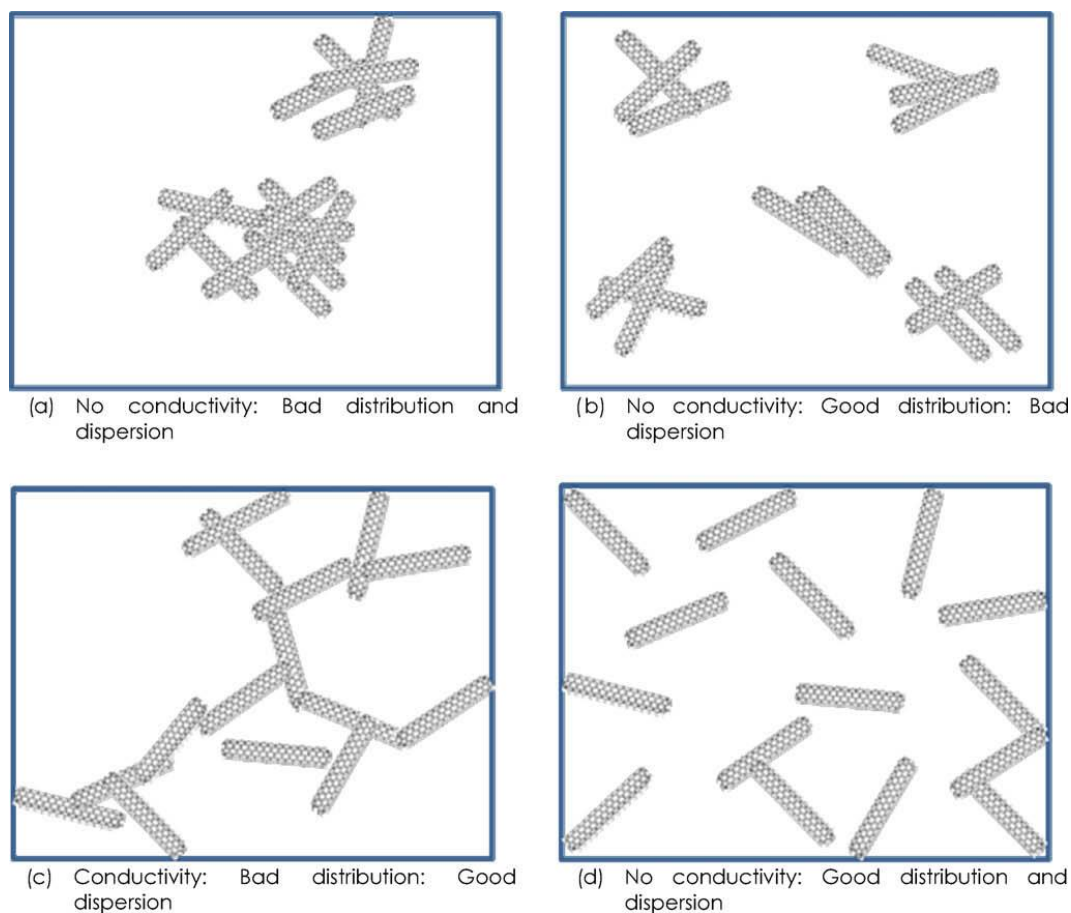 (a) No conductivity: Bad distribution and
dispersion
(b) No conductivity: Good distribution: Bad
dispersion
(c) Conductivity: Bad distribution: Good
dispersion
(d) No conductivity: Good distribution and
dispersion